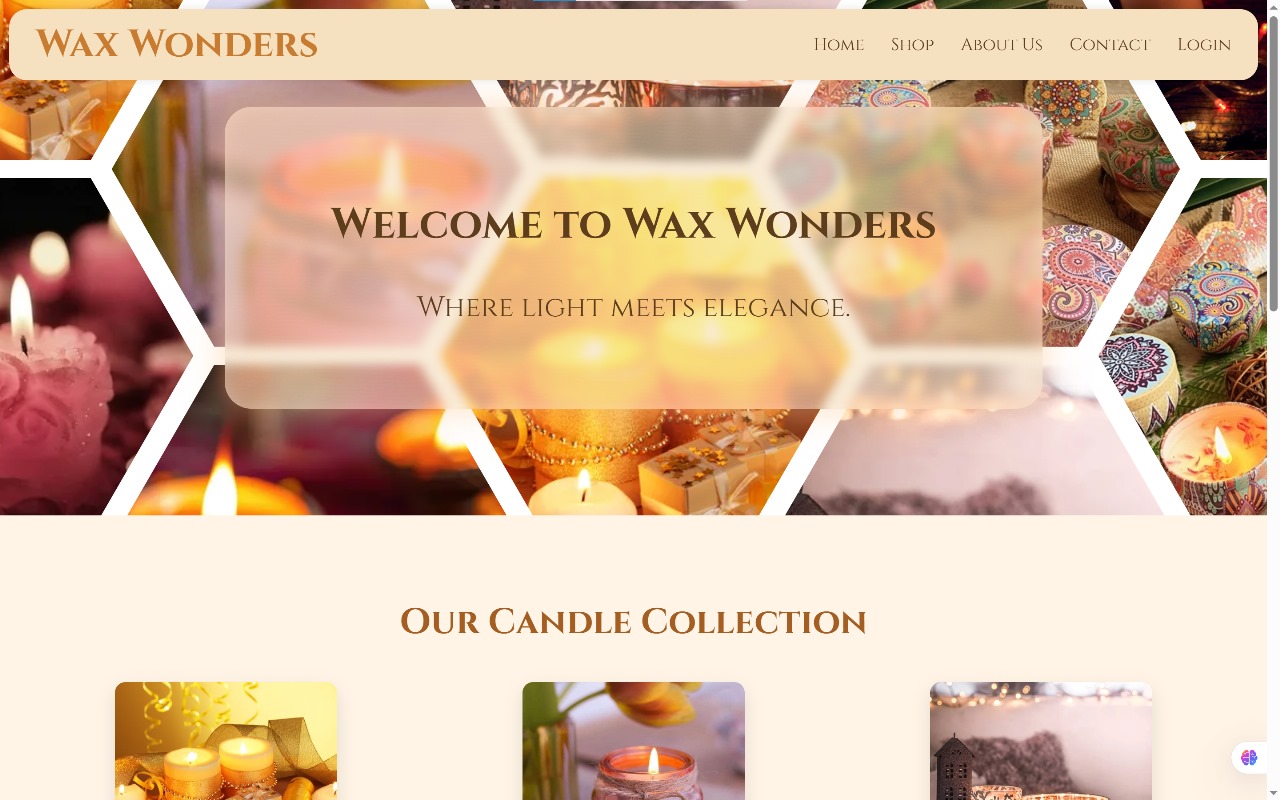 Wax Wonders
Home Shop About Us Contact Login
Welcome to Wax Wonders
Where light meets elegance.
Our Candle Collection